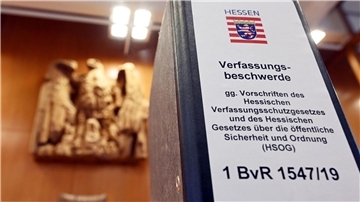 HESSEN
Verfassungs-
beschwerde
gg. Vorschriften des
Hessischen
Verfassungsschutzgesetzes
und des Hessischen
Gesetzes über die öffentliche
Sicherheit und Ordnung
(HSOG)
1 BvR 1547/19